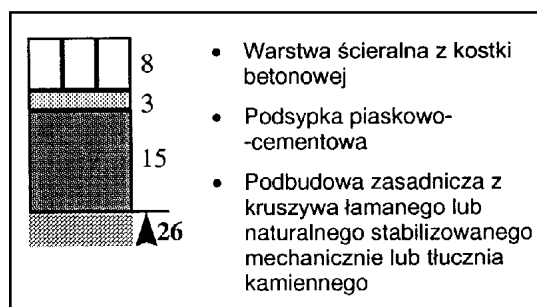 8
3
15
26
• Warstwa ścieralna z kostki
betonowej
• Podsypka piaskowo-
-cementowa
• Podbudowa zasadnicza z
kruszywa łamanego lub
naturalnego stabilizowanego
mechanicznie lub tłucznia
kamiennego